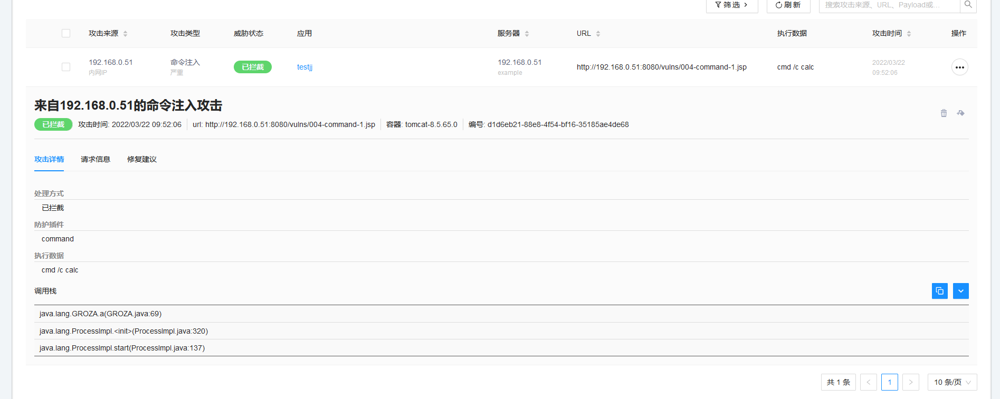 筛选
刷新
搜索攻击来源、URL、Payload或...
攻击来源 攻击类型 威胁状态 应用 服务器 URL 执行数据 攻击时间 操作
192.168.0.51 命令注入 已拦截 testjj 192.168.0.51 http://192.168.0.51:8080/vulns/004-command-1.jsp cmd /c calc 2022/03/22
内网IP 严重 example 09:52:06
来自192.168.0.51的命令注入攻击
已拦截 攻击时间: 2022/03/22 09:52:06 url: http://192.168.0.51:8080/vulns/004-command-1.jsp 容器: tomcat-8.5.65.0 编号: d1d6eb21-88e8-4f54-bf16-35185ae4de68
攻击详情 请求信息 修复建议
处理方式
已拦截
防护插件
command
执行数据
cmd /c calc
调用栈
java.lang.GROZA.a(GROZA.java:69)
java.lang.ProcessImpl.<init>(ProcessImpl.java:320)
java.lang.ProcessImpl.start(ProcessImpl.java:137)
共 1 条 1 10 条/页